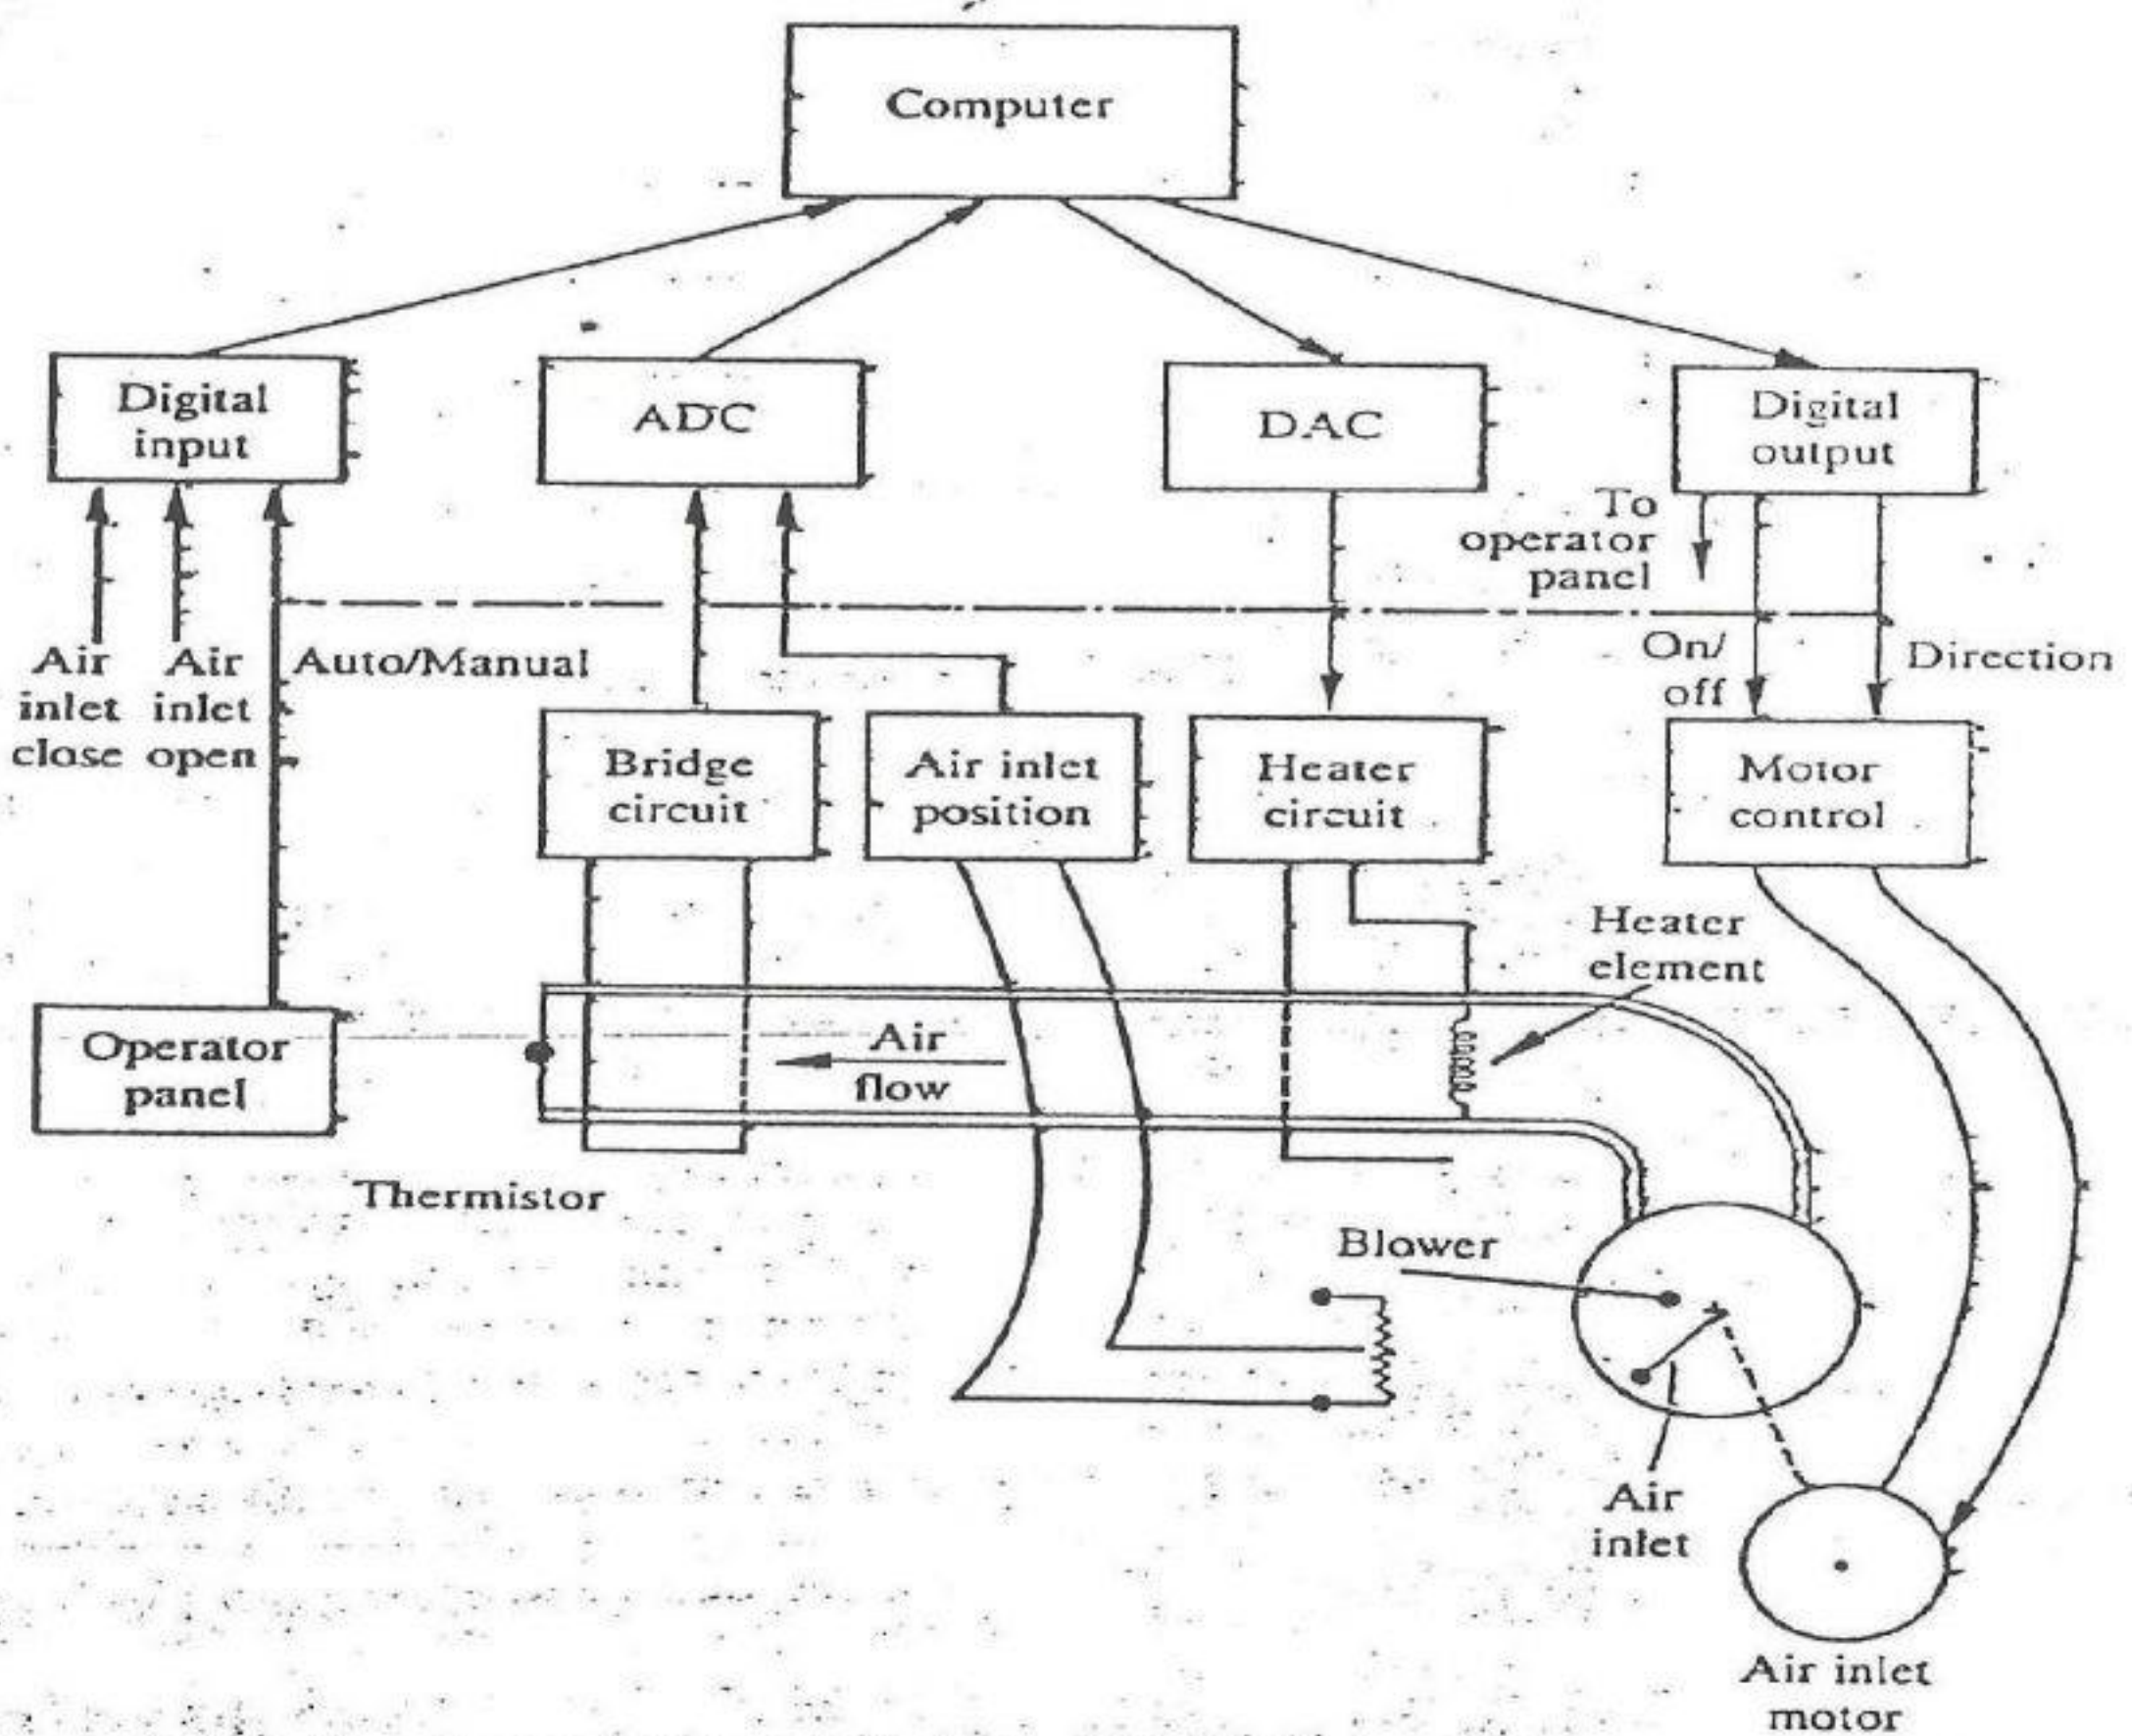 Computer
Digital
input
ADC
DAC
Digital
output
To
operator
panel
Air
inlet
close
Air
inlet
open
Auto/Manual
On/
off
Direction
Bridge
circuit
Air inlet
position
Heater
circuit
Motor
control
Heater
element
Operator
panel
Air
flow
Thermistor
Blower
Air
inlet
Air inlet
motor